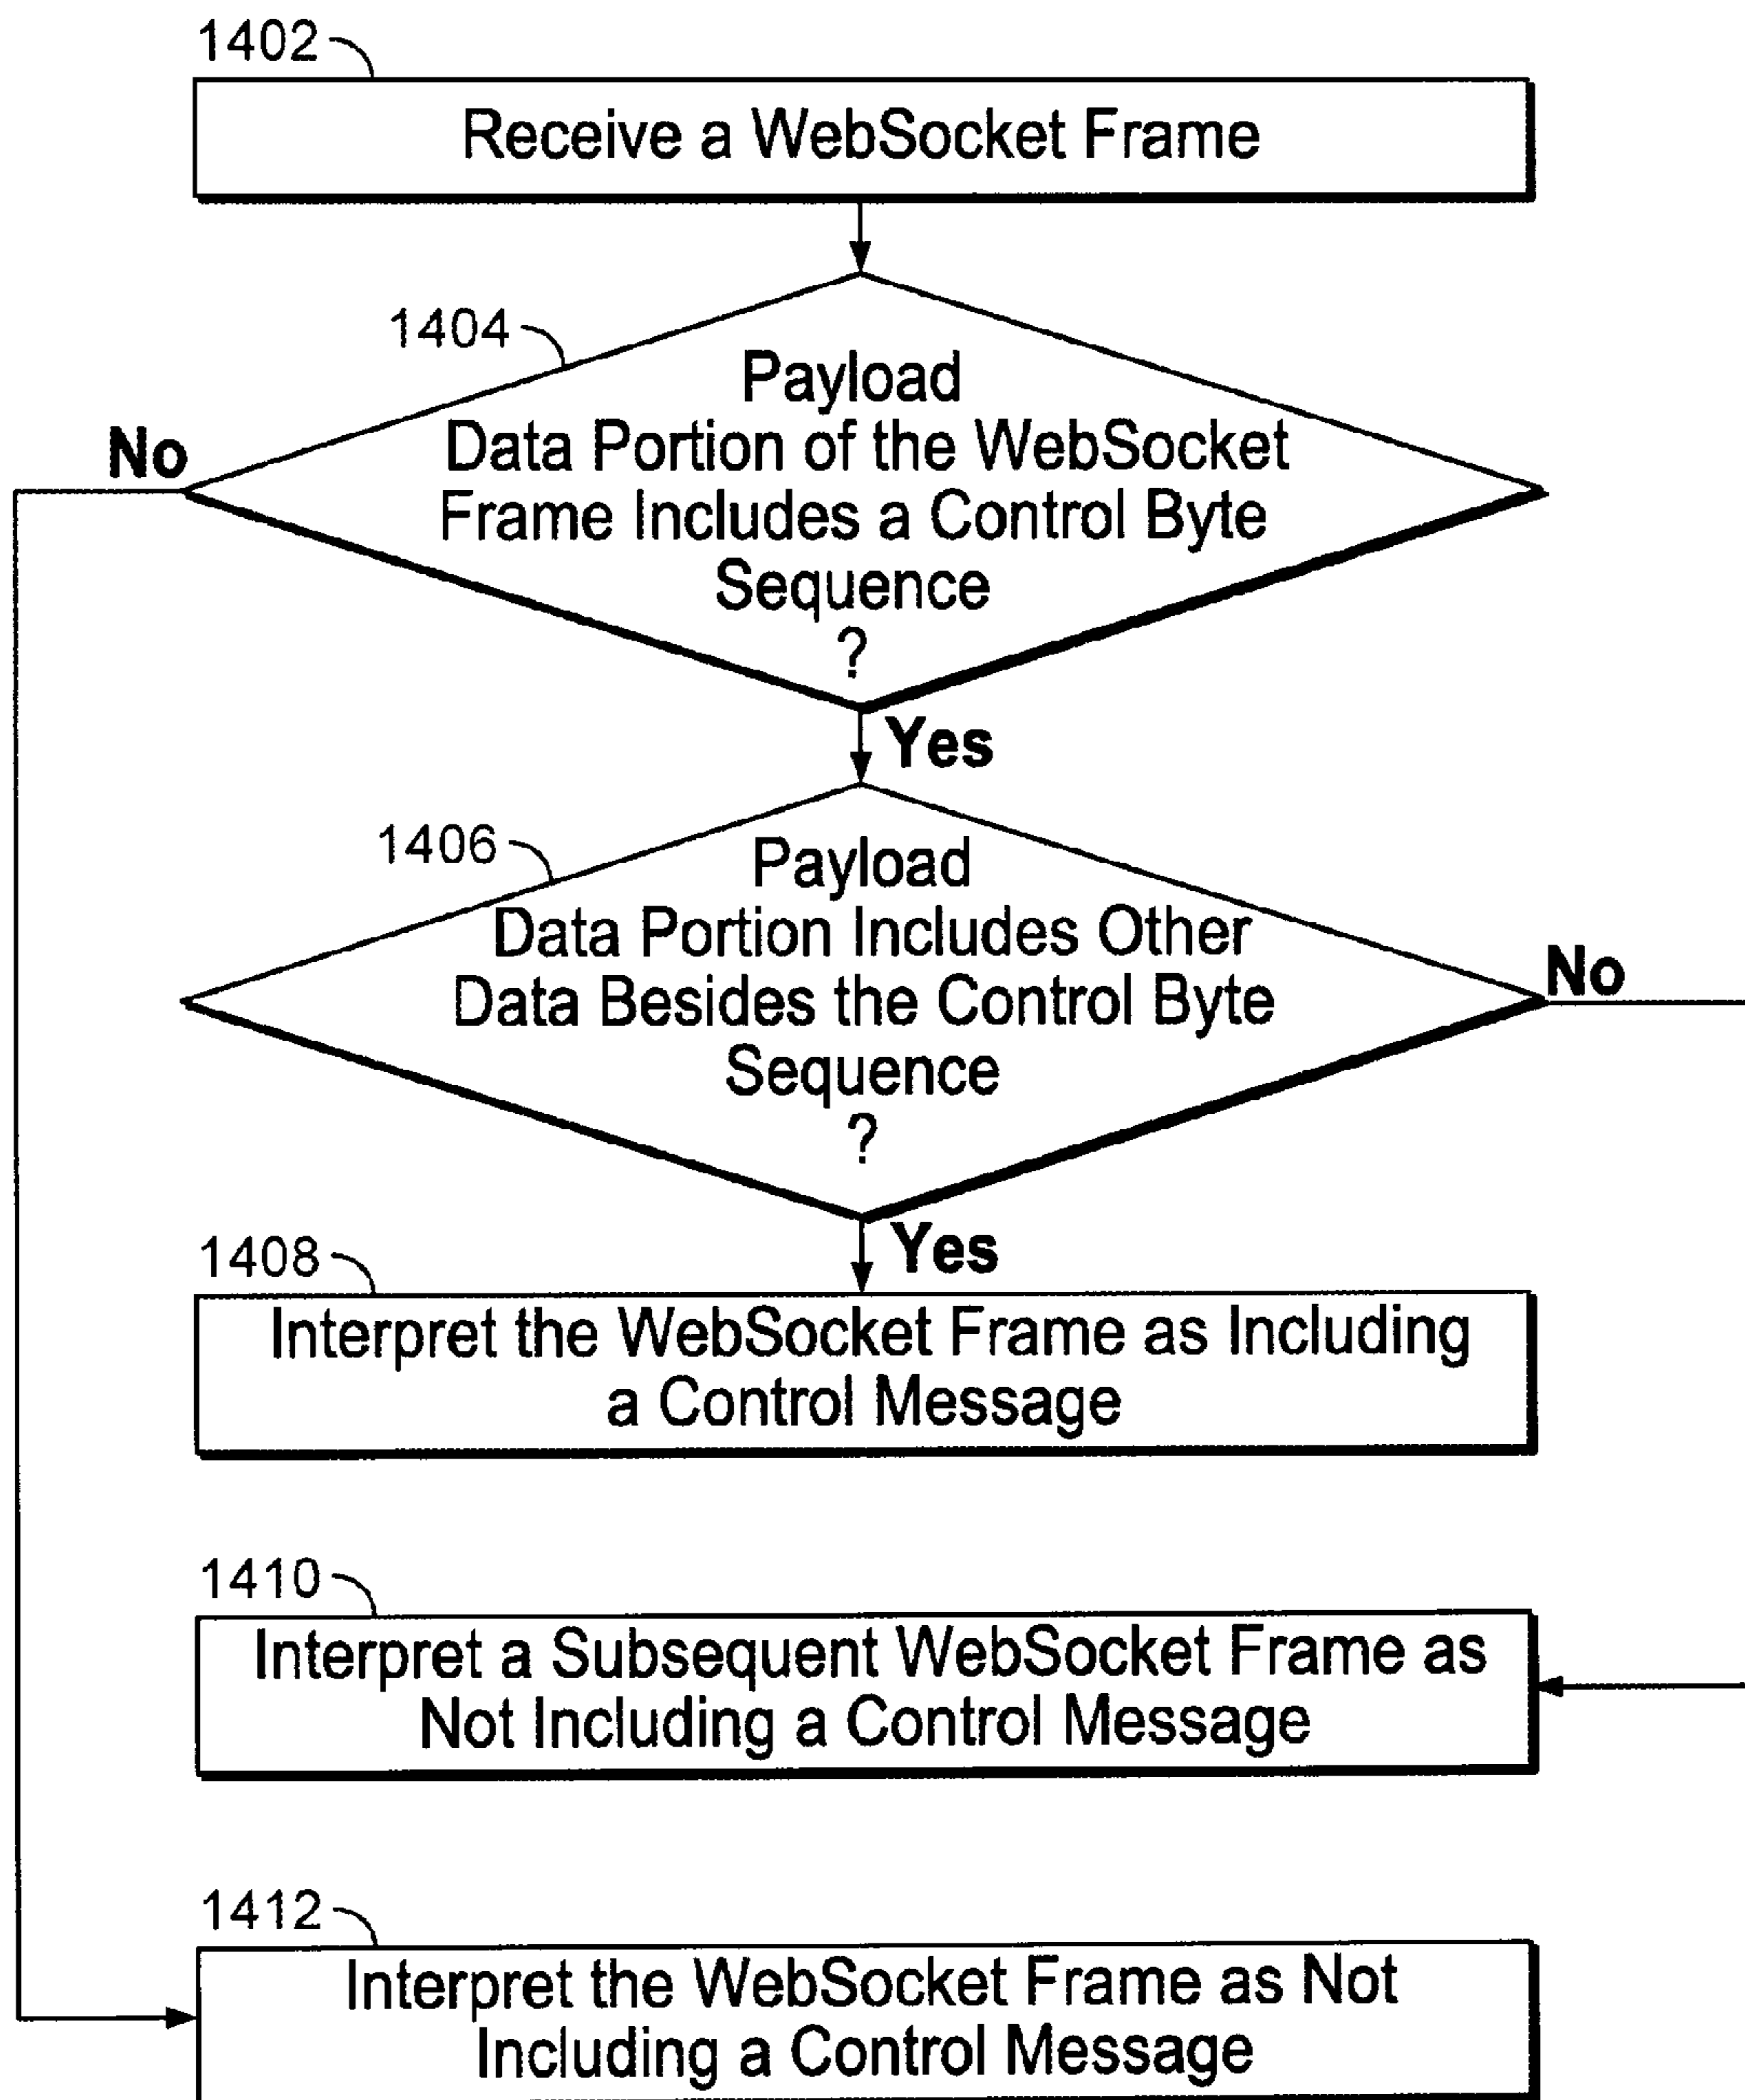 1402
Receive a WebSocket Frame
1404
Payload
Data Portion of the WebSocket
Frame Includes a Control Byte
Sequence
?
No
Yes
1406
Payload
Data Portion Includes Other
Data Besides the Control Byte
Sequence
?
No
Yes
1408
Interpret the WebSocket Frame as Including
a Control Message
1410
Interpret a Subsequent WebSocket Frame as
Not Including a Control Message
1412
Interpret the WebSocket Frame as Not
Including a Control Message